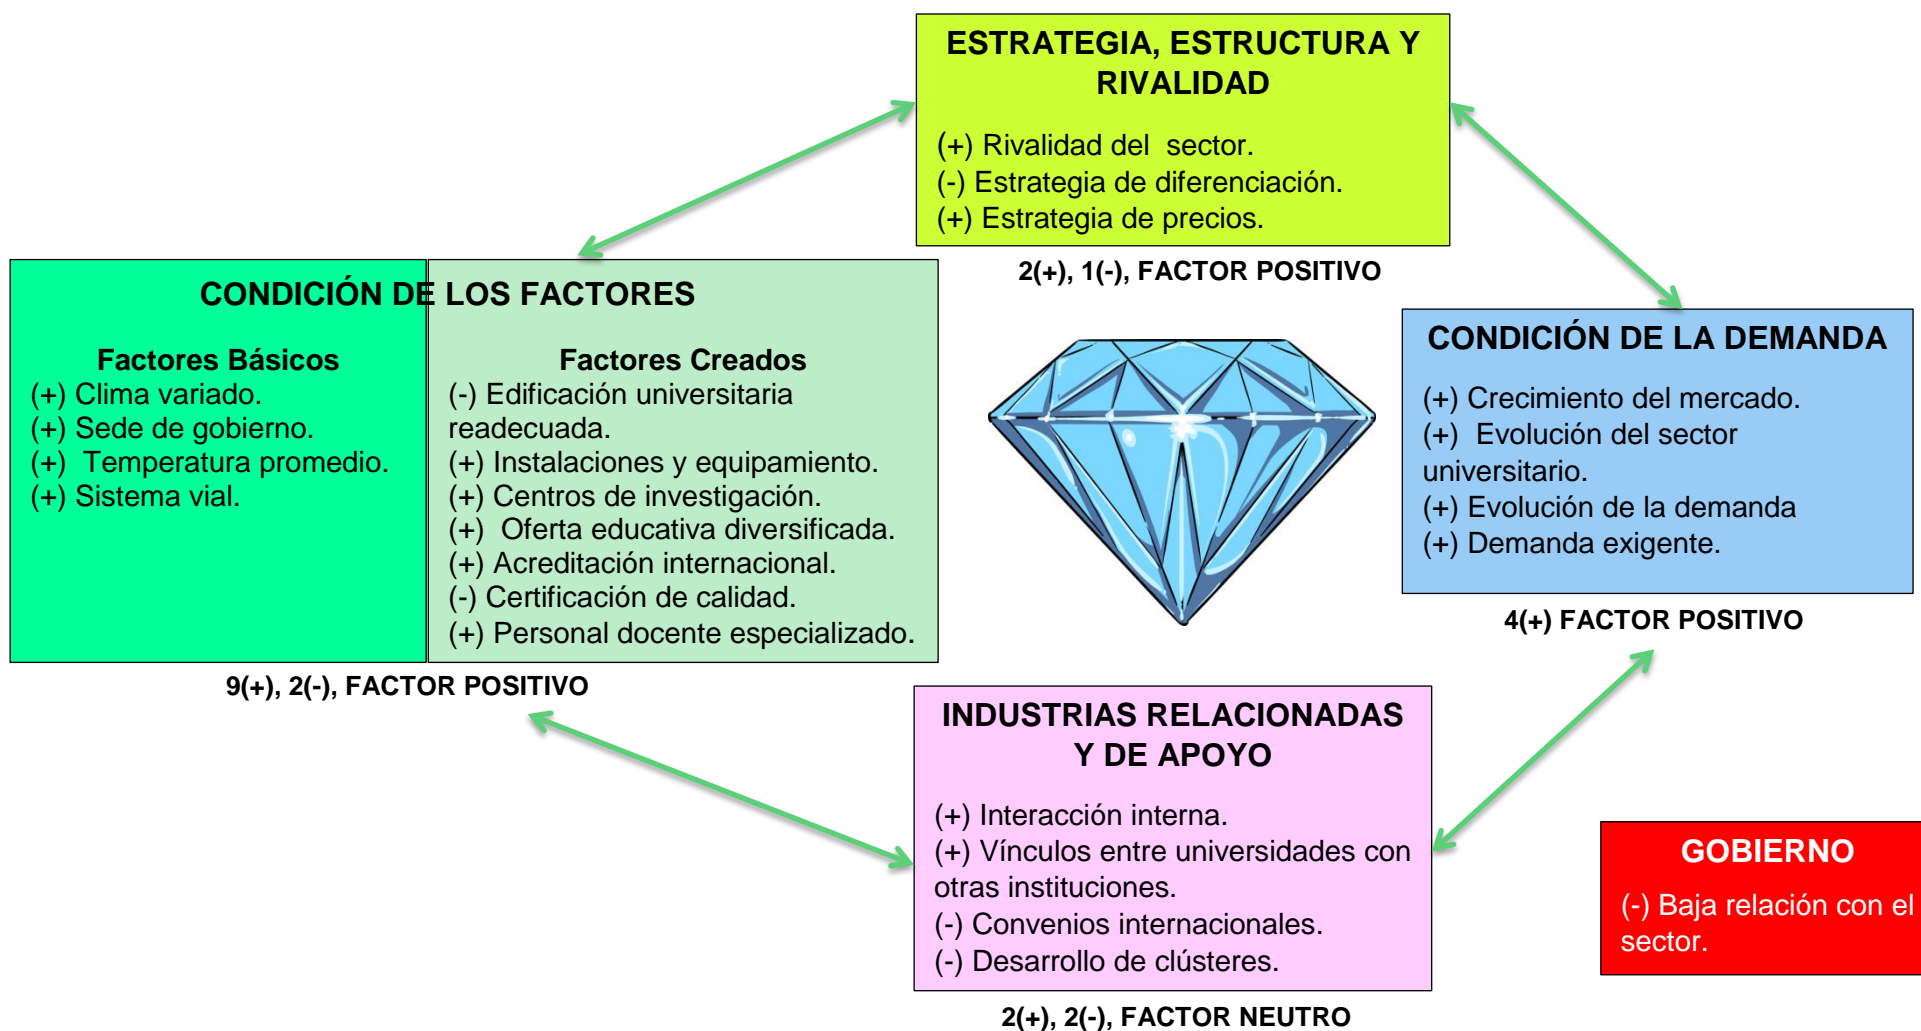 ESTRATEGIA, ESTRUCTURA Y
RIVALIDAD
(+) Rivalidad del  sector.
(-) Estrategia de diferenciación.
(+) Estrategia de precios.
2(+), 1(-), FACTOR POSITIVO
CONDICIÓN DE LOS FACTORES
Factores Básicos
(+) Clima variado.
(+) Sede de gobierno.
(+)  Temperatura promedio.
(+) Sistema vial.
Factores Creados
(-) Edificación universitaria
readecuada.
(+) Instalaciones y equipamiento.
(+) Centros de investigación.
(+)  Oferta educativa diversificada.
(+) Acreditación internacional.
(-) Certificación de calidad.
(+) Personal docente especializado.
9(+), 2(-), FACTOR POSITIVO
CONDICIÓN DE LA DEMANDA
(+) Crecimiento del mercado.
(+)  Evolución del sector
universitario.
(+) Evolución de la demanda
(+) Demanda exigente.
4(+) FACTOR POSITIVO
INDUSTRIAS RELACIONADAS
Y DE APOYO
(+) Interacción interna.
(+) Vínculos entre universidades con
otras instituciones.
(-) Convenios internacionales.
(-) Desarrollo de clústeres.
2(+), 2(-), FACTOR NEUTRO
GOBIERNO
(-) Baja relación con el
sector.